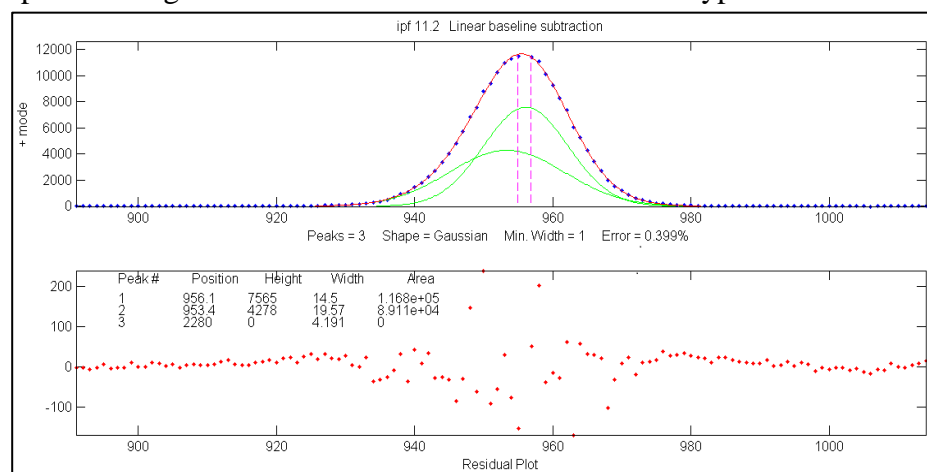 ipf 11.2 Linear baseline subtraction
12000
10000
8000
6000
4000
2000
0
+ mode
900 920 940 960 980 1000
Peaks = 3 Shape = Gaussian Min. Width = 1 Error = 0.399%
Peak # Position Height Width Area
1 956.1 7565 14.5 1.168e+05
2 953.4 4278 19.57 8.911e+04
3 2280 0 4.191 0
200
100
0
-100
900 920 940 960 980 1000
Residual Plot